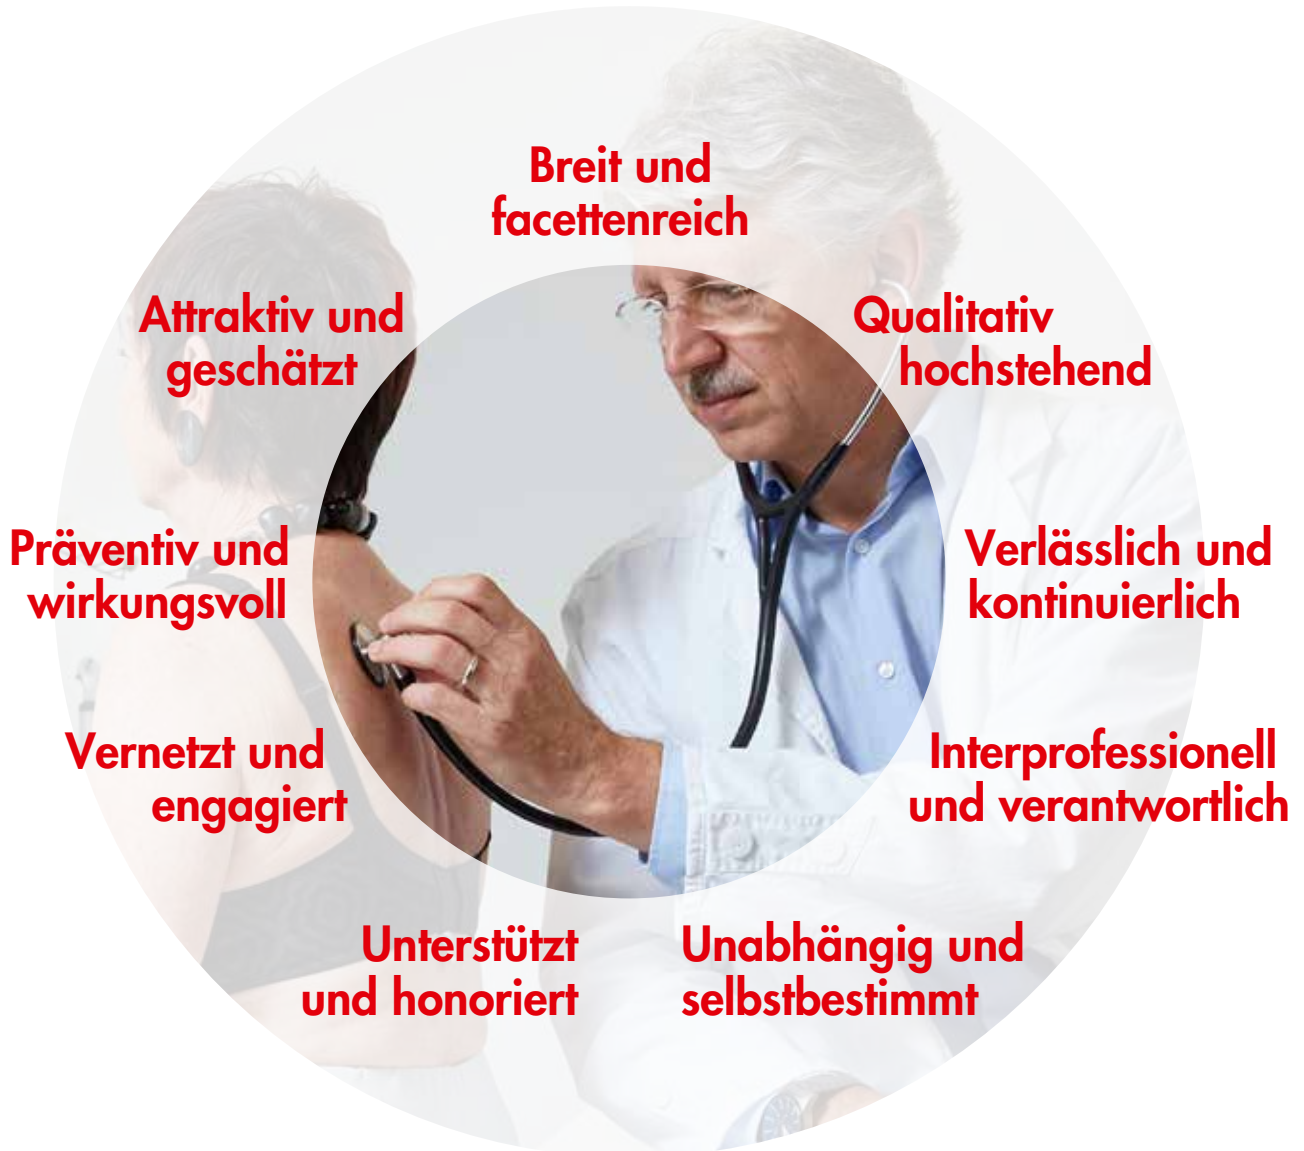 Breit und
facettenreich
Qualitativ
hochstehend
Verlässlich und
kontinuierlich
Interprofessionell
und verantwortlich
Unabhängig und
selbstbestimmt
Unterstützt
und honoriert
Vernetzt und
engagiert
Präventiv und
wirkungsvoll
Attraktiv und
geschätzt